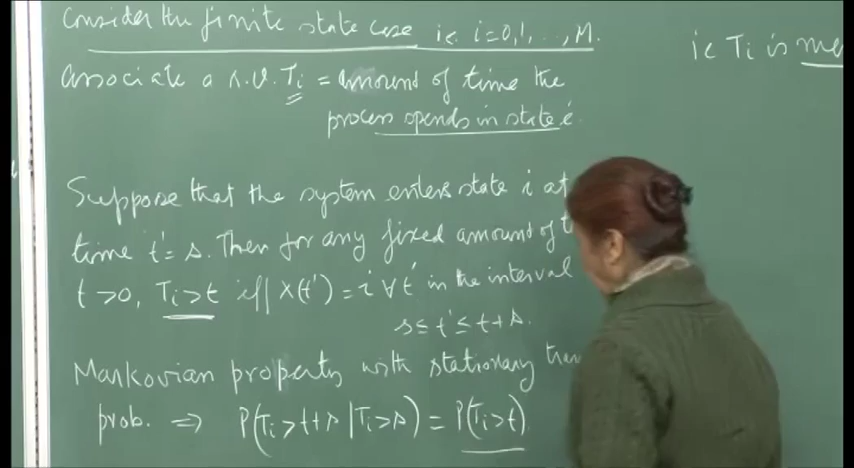 Consider the finite state case ie. i=0,1,...,M.
Associate a r.v. Ti = amount of time the
process spends in state i.
Suppose that the system enters state i at
time t'= s. Then for any fixed amount of
t>0, Ti>t iff X(t')=i ∀t' in the interval
s≤t'≤t+s.
Markovian property with stationary
prob. ⇒ P(Ti>t+s|Ti>s)=P(Ti>t)
ie Ti is